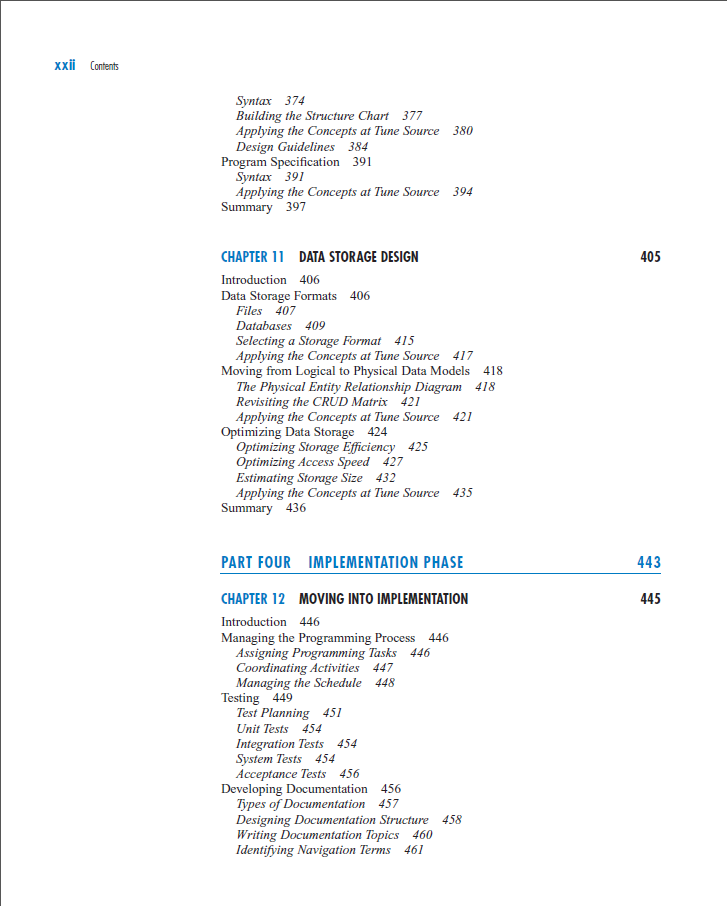 xxii Contents
Syntax 374
Building the Structure Chart 377
Applying the Concepts at Tune Source 380
Design Guidelines 384
Program Specification 391
Syntax 391
Applying the Concepts at Tune Source 394
Summary 397
CHAPTER 11 DATA STORAGE DESIGN 405
Introduction 406
Data Storage Formats 406
Files 407
Databases 409
Selecting a Storage Format 415
Applying the Concepts at Tune Source 417
Moving from Logical to Physical Data Models 418
The Physical Entity Relationship Diagram 418
Revisiting the CRUD Matrix 421
Applying the Concepts at Tune Source 421
Optimizing Data Storage 424
Optimizing Storage Efficiency 425
Optimizing Access Speed 427
Estimating Storage Size 432
Applying the Concepts at Tune Source 435
Summary 436
PART FOUR IMPLEMENTATION PHASE 443
CHAPTER 12 MOVING INTO IMPLEMENTATION 445
Introduction 446
Managing the Programming Process 446
Assigning Programming Tasks 446
Coordinating Activities 447
Managing the Schedule 448
Testing 449
Test Planning 451
Unit Tests 454
Integration Tests 454
System Tests 454
Acceptance Tests 456
Developing Documentation 456
Types of Documentation 457
Designing Documentation Structure 458
Writing Documentation Topics 460
Identifying Navigation Terms 461